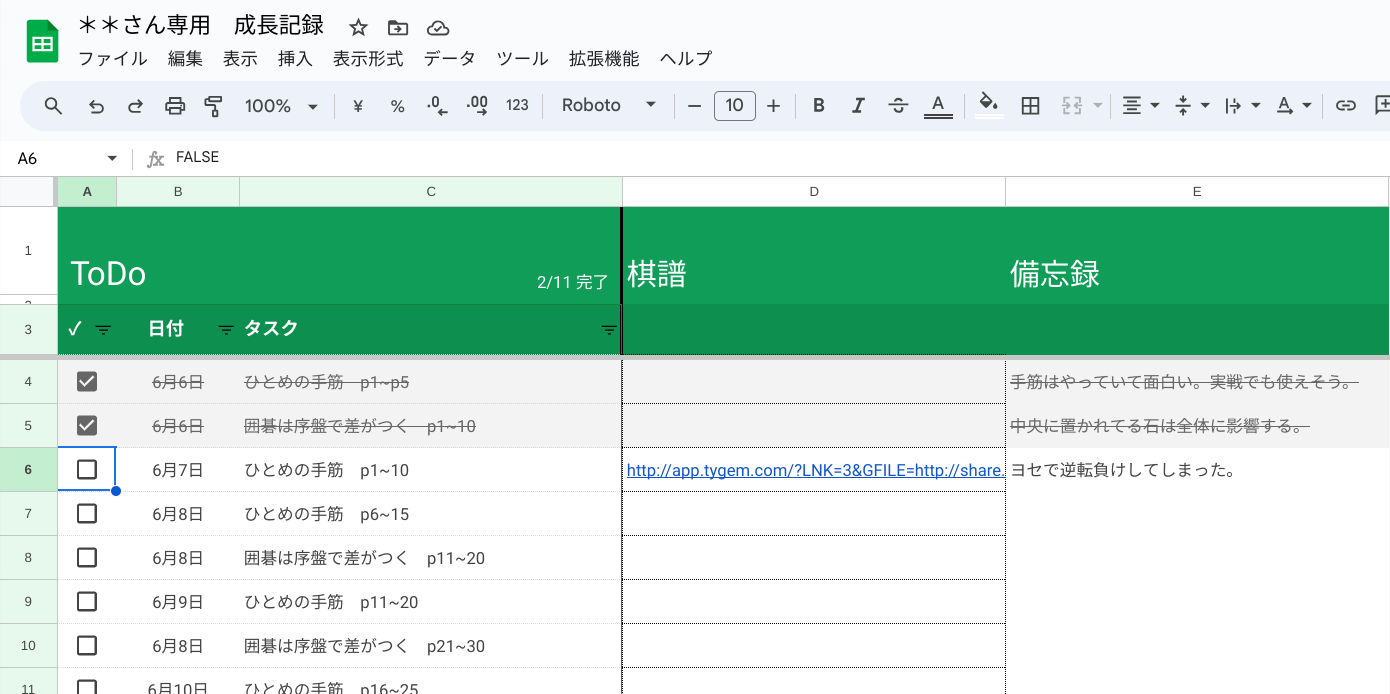 ＊＊さん専用　成長記録
ファイル 編集 表示 挿入 表示形式 データ ツール 拡張機能 ヘルプ
100% ¥ % .0 .00 123 Roboto 10 B I A A
A6 fx FALSE
A B C D E
1 ToDo 2/11 完了 棋譜 備忘録
3 ✓ 日付 タスク
4 6月6日 ひとめの手筋　p1~p5 手筋はやっていて面白い。実戦でも使えそう。
5 6月6日 囲碁は序盤で差がつく　p1~10 中央に置かれてる石は全体に影響する。
6 6月7日 ひとめの手筋　p1~10 http://app.tygem.com/?LNK=3&GFILE=http://share. ヨセで逆転負けしてしまった。
7 6月8日 ひとめの手筋　p6~15
8 6月8日 囲碁は序盤で差がつく　p11~20
9 6月9日 ひとめの手筋　p11~20
10 6月8日 囲碁は序盤で差がつく　p21~30
11 6月10日 ひとめの手筋　p16~25